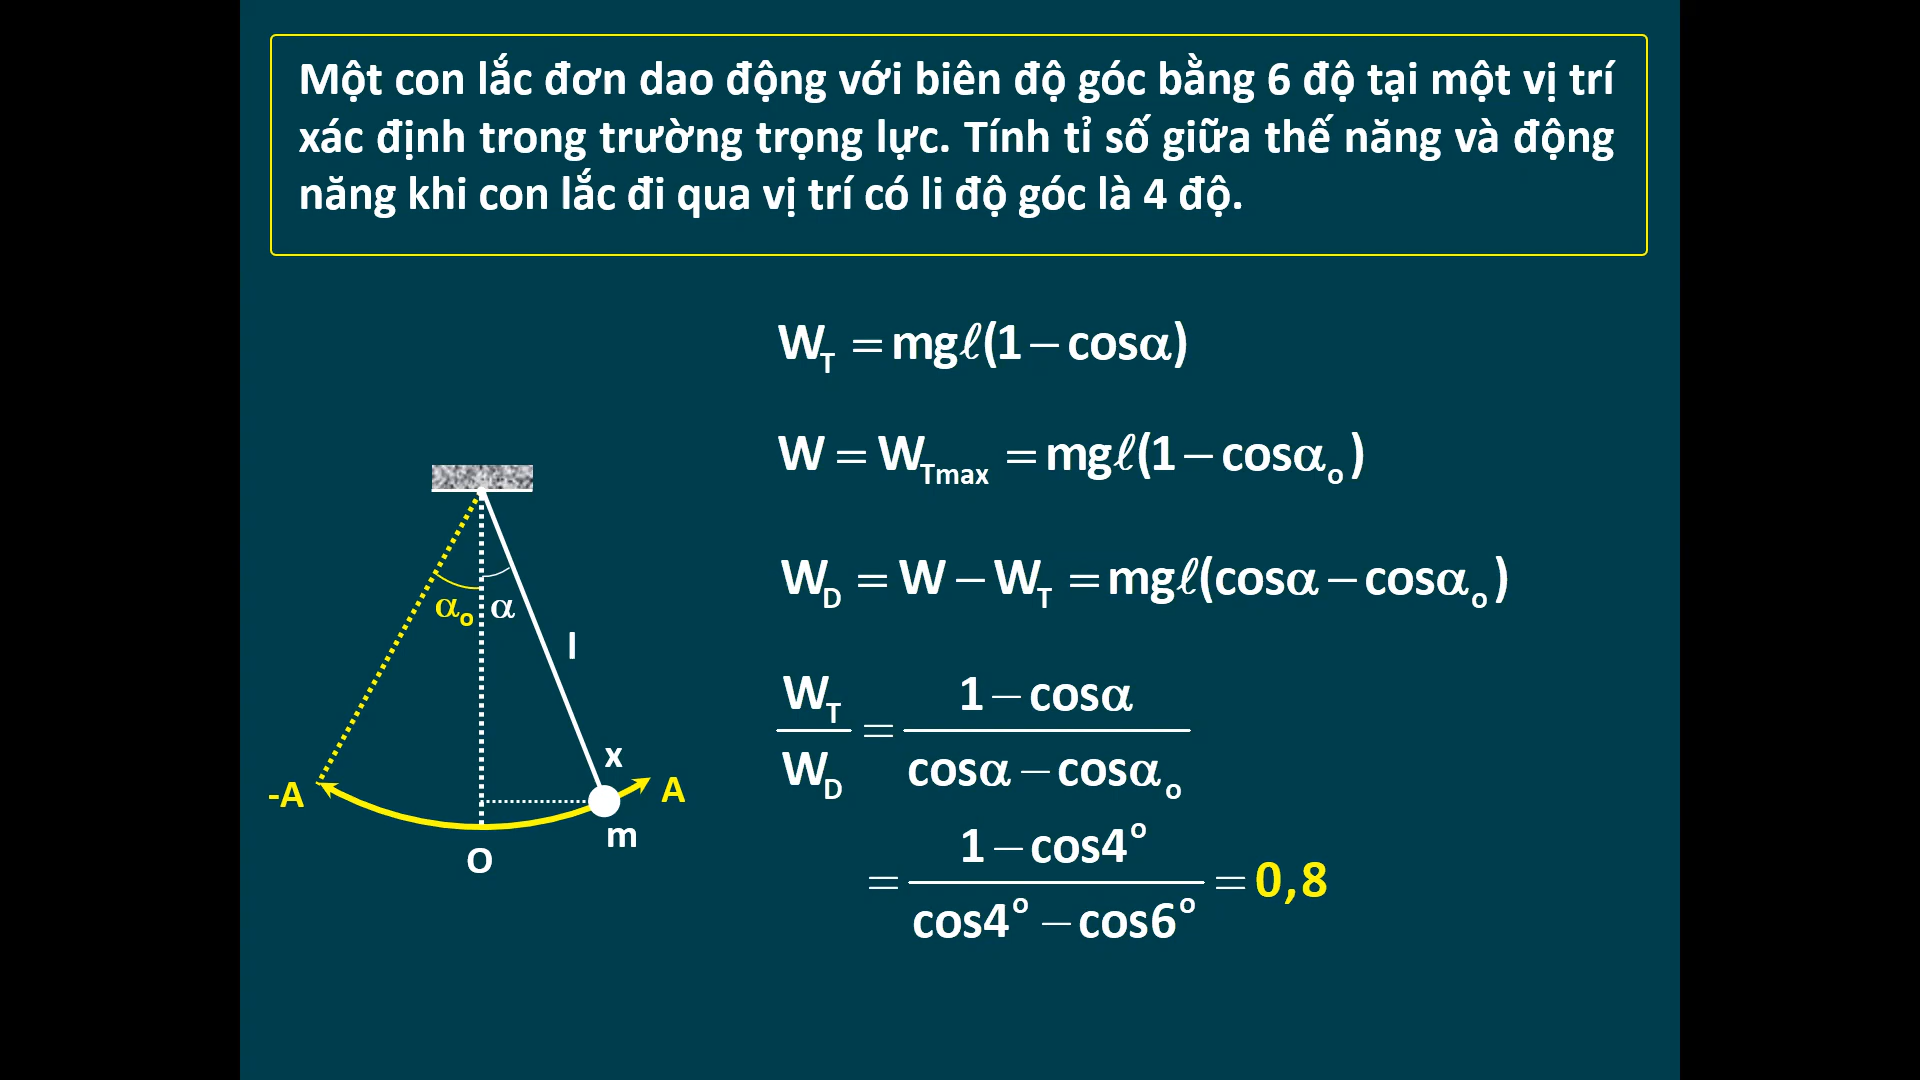 Một con lắc đơn dao động với biên độ góc bằng 6 độ tại một vị trí
xác định trong trường trọng lực. Tính tỉ số giữa thế năng và động
năng khi con lắc đi qua vị trí có li độ góc là 4 độ.
W_T = mgℓ(1 − cosα)
W = W_Tmax = mgℓ(1 − cosα_o)
W_D = W − W_T = mgℓ(cosα − cosα_o)
W_T / W_D = (1 − cosα) / (cosα − cosα_o)
= (1 − cos4°) / (cos4° − cos6°) = 0,8
α_o α
l
x
-A A
m
O